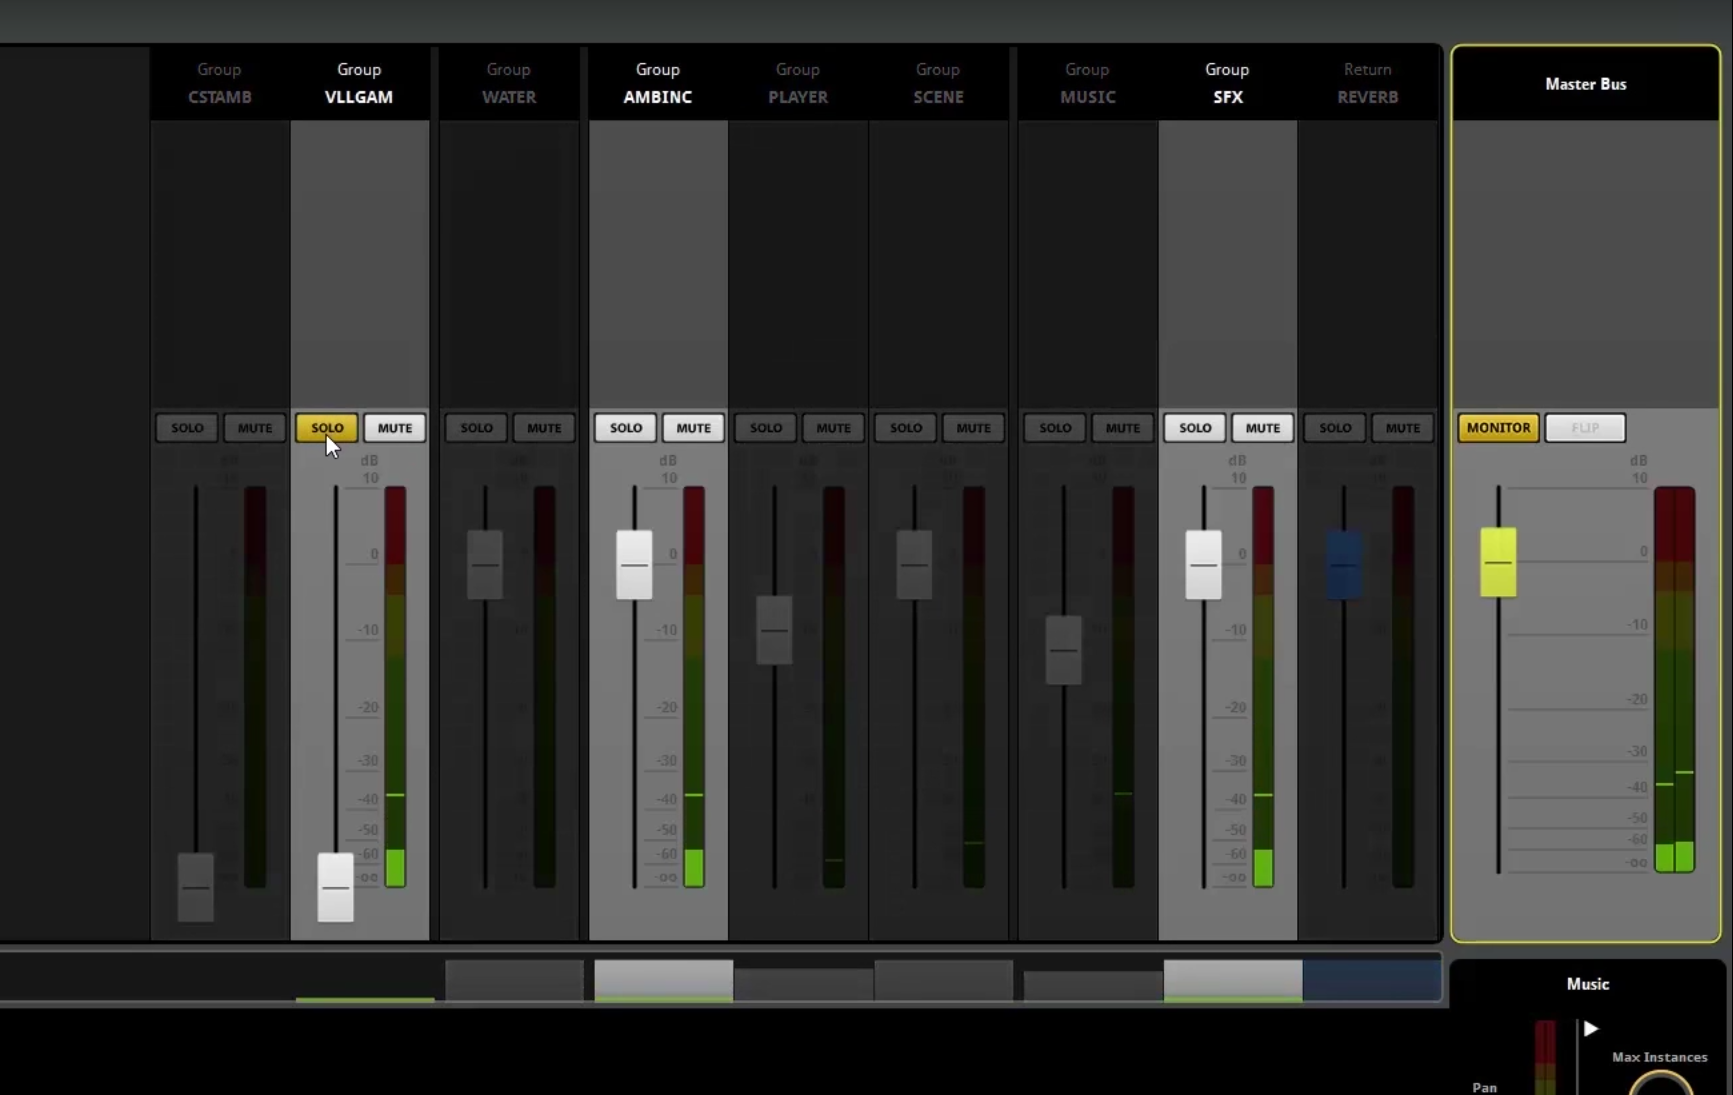 Group Group Group Group Group Group Group Group Return
CSTAMB VLLGAM WATER AMBINC PLAYER SCENE MUSIC SFX REVERB Master Bus
SOLO MUTE SOLO MUTE SOLO MUTE SOLO MUTE SOLO MUTE SOLO MUTE SOLO MUTE SOLO MUTE SOLO MUTE MONITOR FLIP
dB dB dB dB
10 10 10 10
0 0 0 0
-10 -10 -10 -10
-20 -20 -20 -20
-30 -30 -30 -30
-40 -40 -40 -40
-50 -50 -50 -50
-60 -60 -60 -60
-oo -oo -oo -oo
Music
Max Instances
Pan